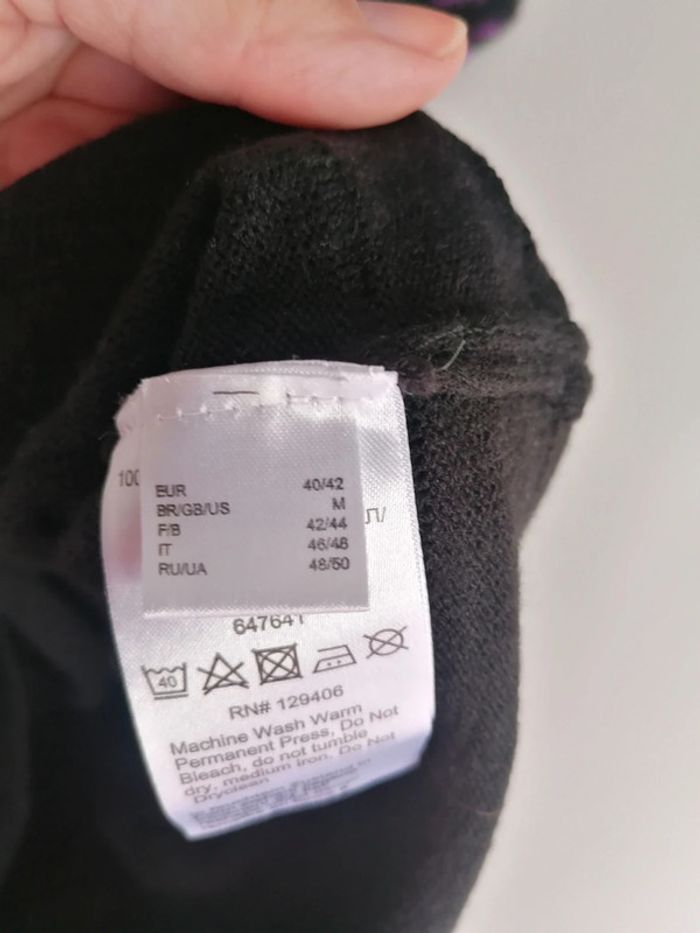 100
EUR 40/42
BR/GB/US M
F/B 42/44
IT 46/48
RU/UA 48/50
647641
40
RN# 129406
Machine Wash Warm
Permanent Press, Do Not
Bleach, do not tumble
dry, medium iron, Do Not
Dryclean